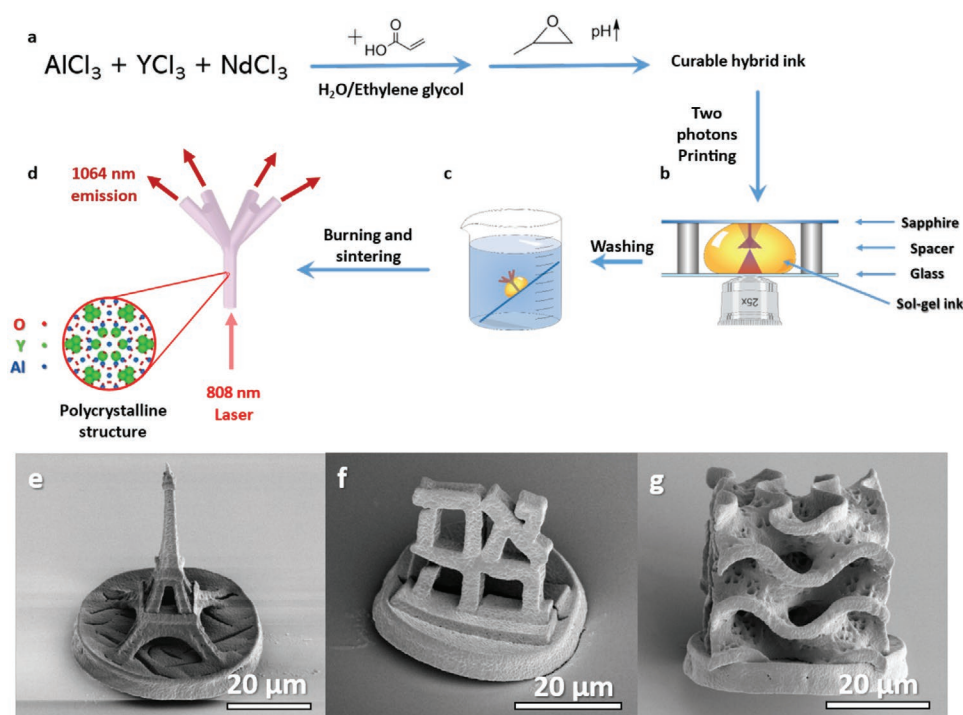 a
AlCl₃ + YCl₃ + NdCl₃
+
O
HO
H₂O/Ethylene glycol
O
pH↑
Curable hybrid ink
Two
photons
Printing
b
Sapphire
Spacer
Glass
Sol-gel ink
25x
Washing
c
Burning and
sintering
d
1064 nm
emission
808 nm
Laser
O
Y
Al
Polycrystalline
structure
e
20 µm
f
20 µm
g
20 µm